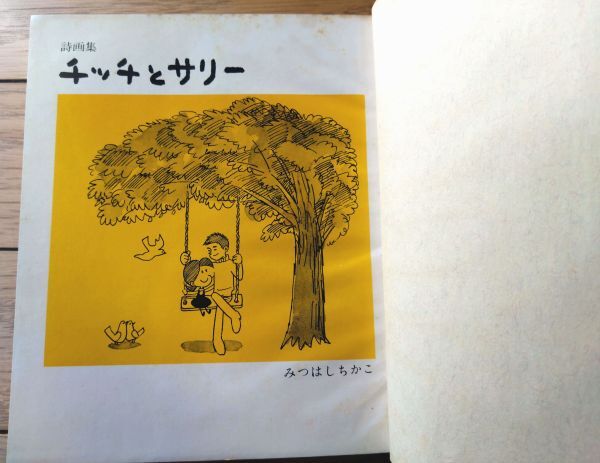 詩画集
チッチとサリー
みつはしちかこ